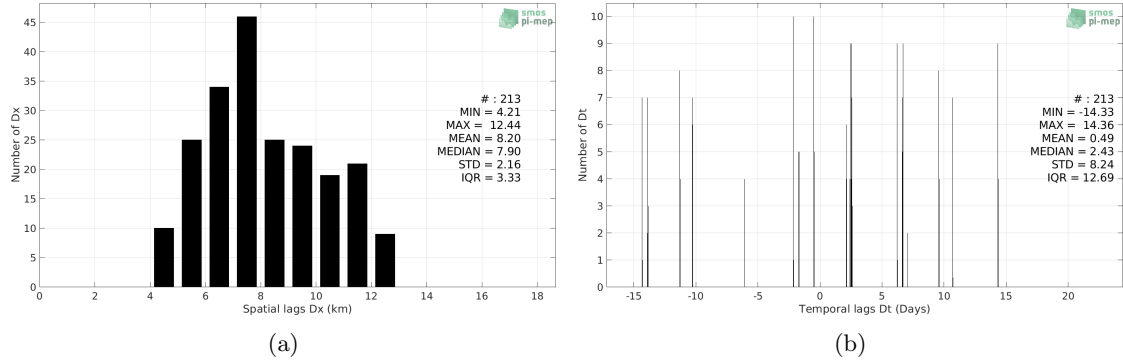 45
40
35
30
25
20
15
10
5
0
Number of Dx
0 2 4 6 8 10 12 14 16 18
Spatial lags Dx (km)
smos
pi-mep
# : 213
MIN = 4.21
MAX = 12.44
MEAN = 8.20
MEDIAN = 7.90
STD = 2.16
IQR = 3.33
(a)
10
9
8
7
6
5
4
3
2
1
0
Number of Dt
-15 -10 -5 0 5 10 15 20
Temporal lags Dt (Days)
smos
pi-mep
# : 213
MIN = -14.33
MAX = 14.36
MEAN = 0.49
MEDIAN = 2.43
STD = 8.24
IQR = 12.69
(b)